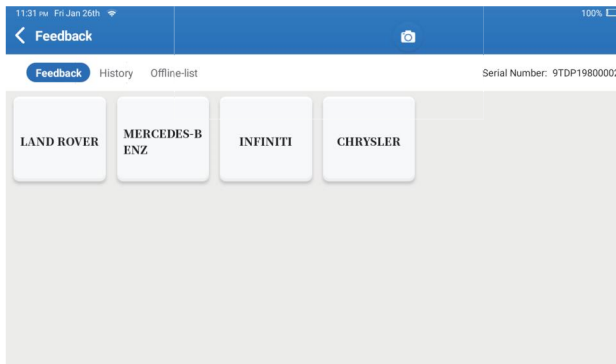 11:31 PM Fri Jan 26th 100%
Feedback
Feedback History Offline-list Serial Number: 9TDP1980000
LAND ROVER
MERCEDES-B
ENZ
INFINITI
CHRYSLER